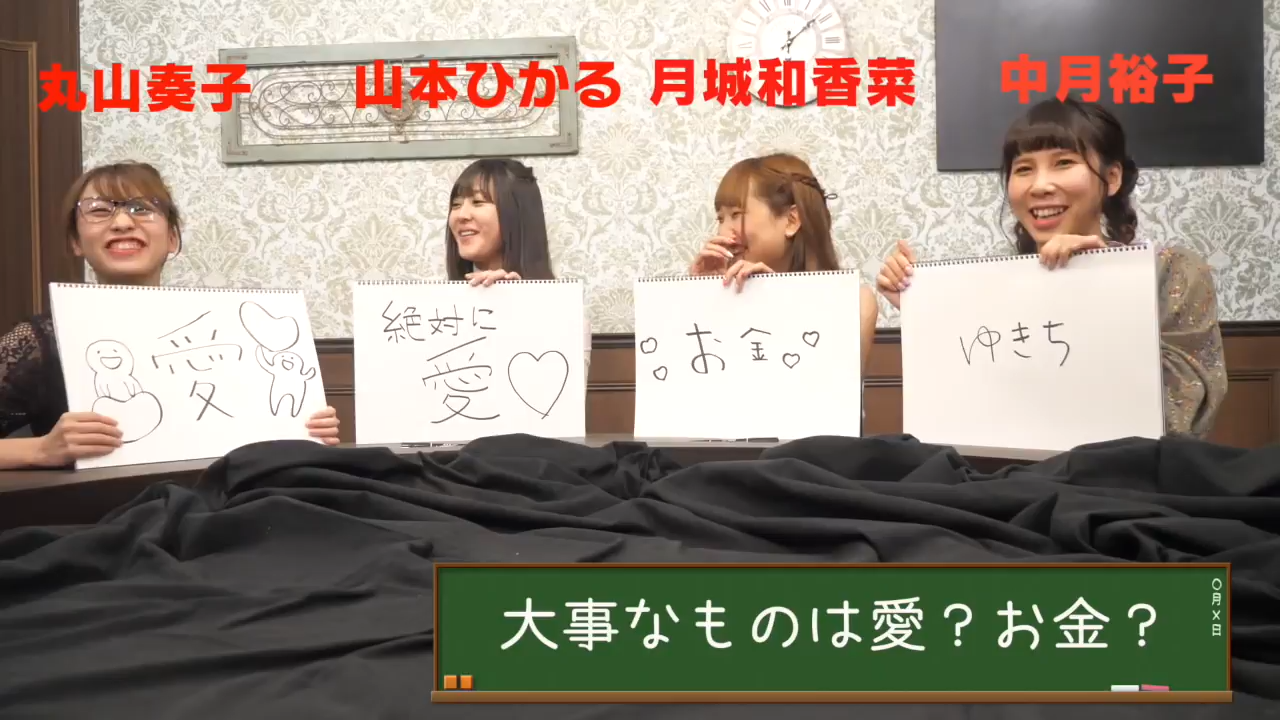 丸山奏子
山本ひかる
月城和香菜
中月裕子
愛
絶対に
愛
お金
ゆきち
大事なものは愛？お金？
〇月×日